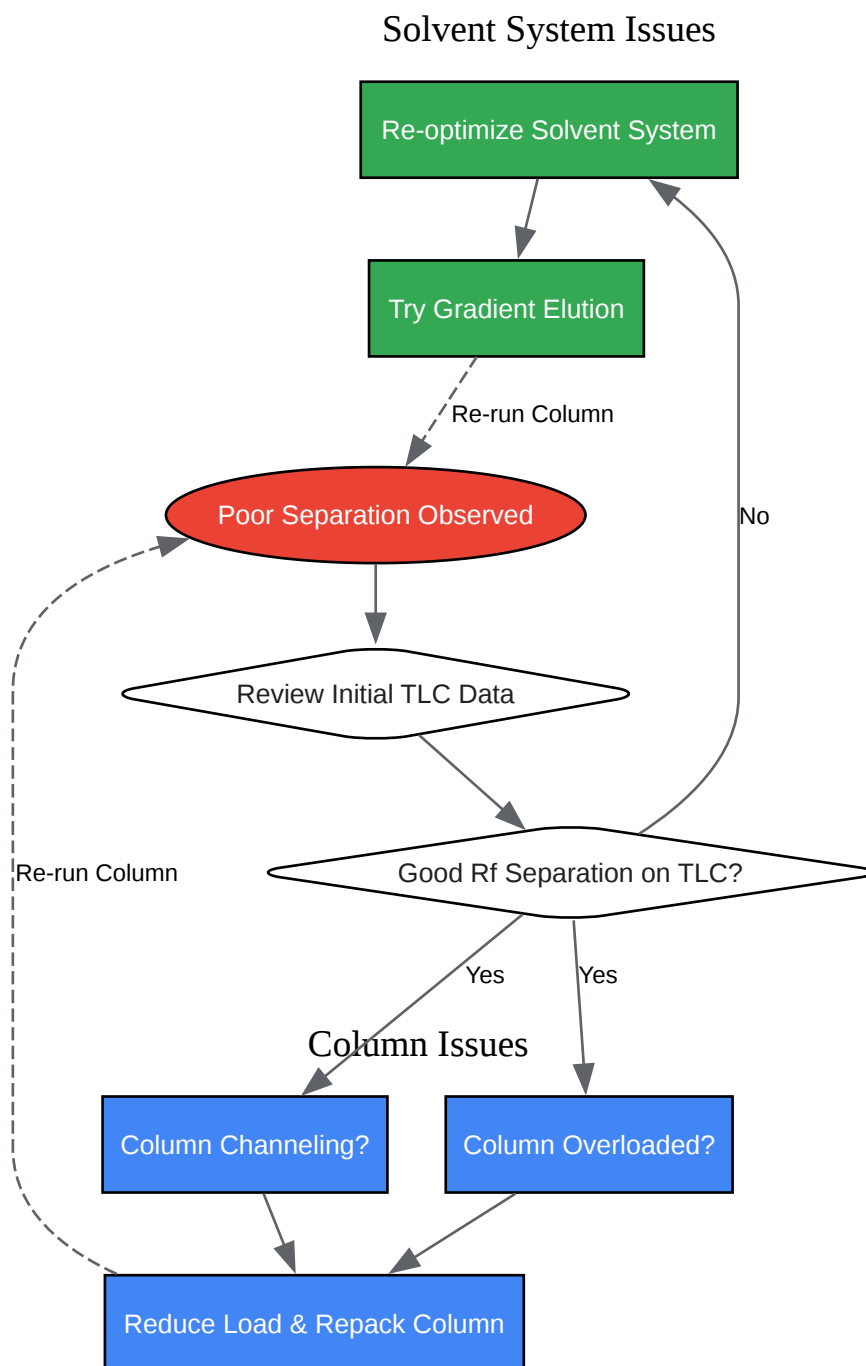 Solvent System Issues
Re-optimize Solvent System
Try Gradient Elution
Re-run Column
Poor Separation Observed
No
Review Initial TLC Data
Good Rf Separation on TLC?
Re-run Column
Yes
Yes
Column Issues
Column Channeling?
Column Overloaded?
Reduce Load & Repack Column